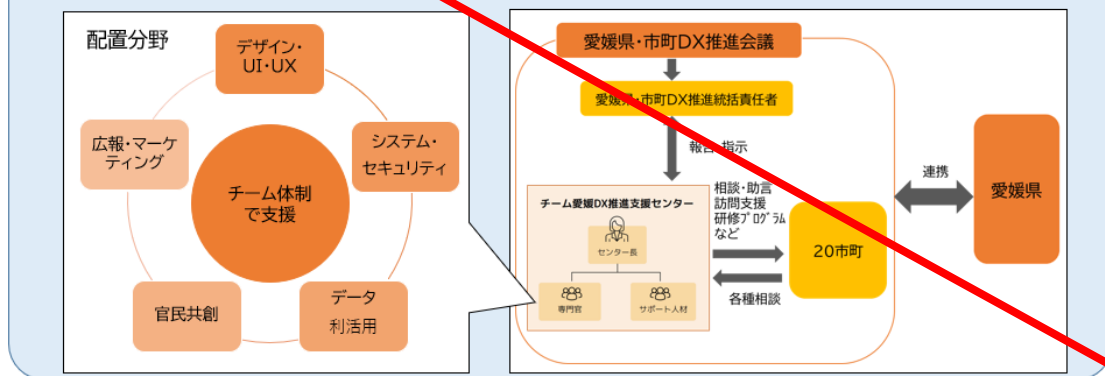 配置分野
デザイン・
UI・UX
広報・マーケ
ティング
システム・
セキュリティ
チーム体制
で支援
官民共創
データ
利活用
愛媛県・市町DX推進会議
愛媛県・市町DX推進統括責任者
報告・指示
チーム愛媛DX推進支援センター
センター長
専門官
サポート人材
相談・助言
訪問支援
研修プログラム
など
各種相談
20市町
連携
愛媛県